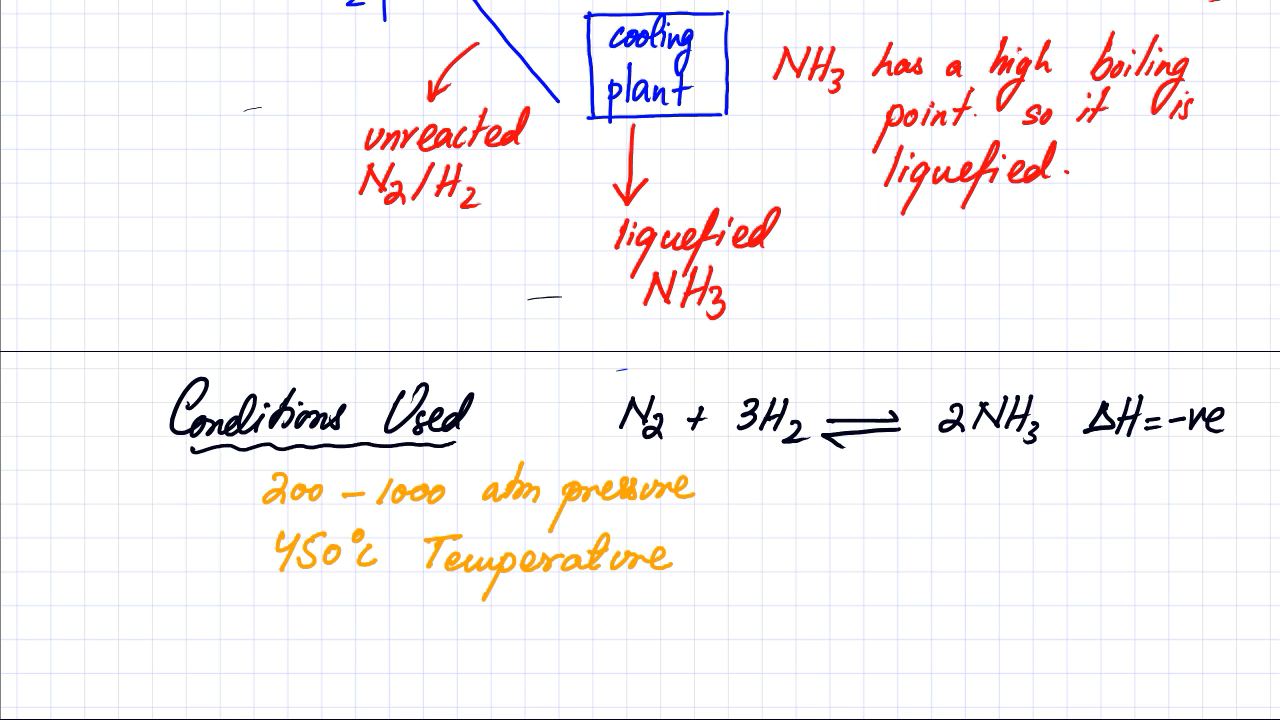 2
cooling
plant
NH₃ has a high boiling
point. so it is
liquefied.
unreacted
N₂/H₂
liquefied
NH₃
Conditions Used
N₂ + 3H₂ ⇌ 2NH₃ ΔH=-ve
200 - 1000 atm pressure
450°C Temperature